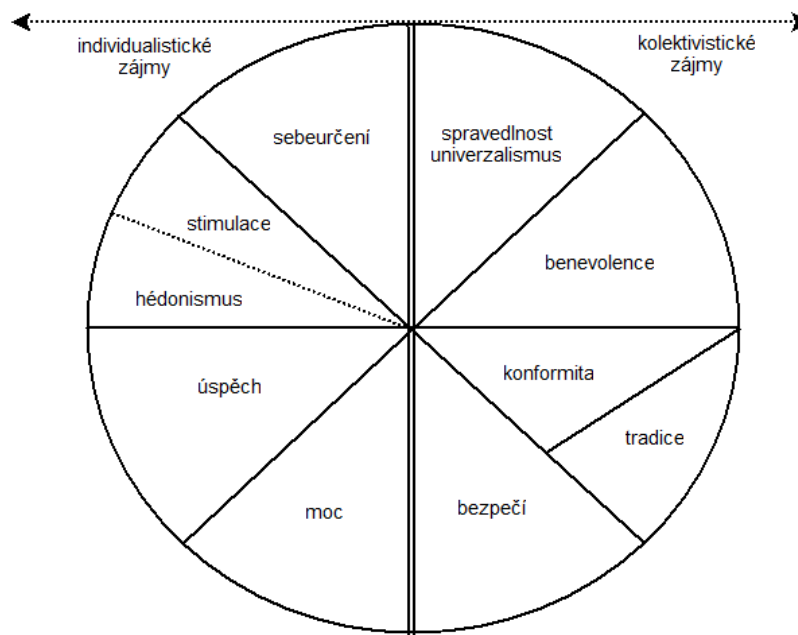 individualistické
zájmy
kolektivistické
zájmy
sebeurčení
spravedlnost
univerzalismus
stimulace
benevolence
hédonismus
konformita
úspěch
tradice
moc
bezpečí